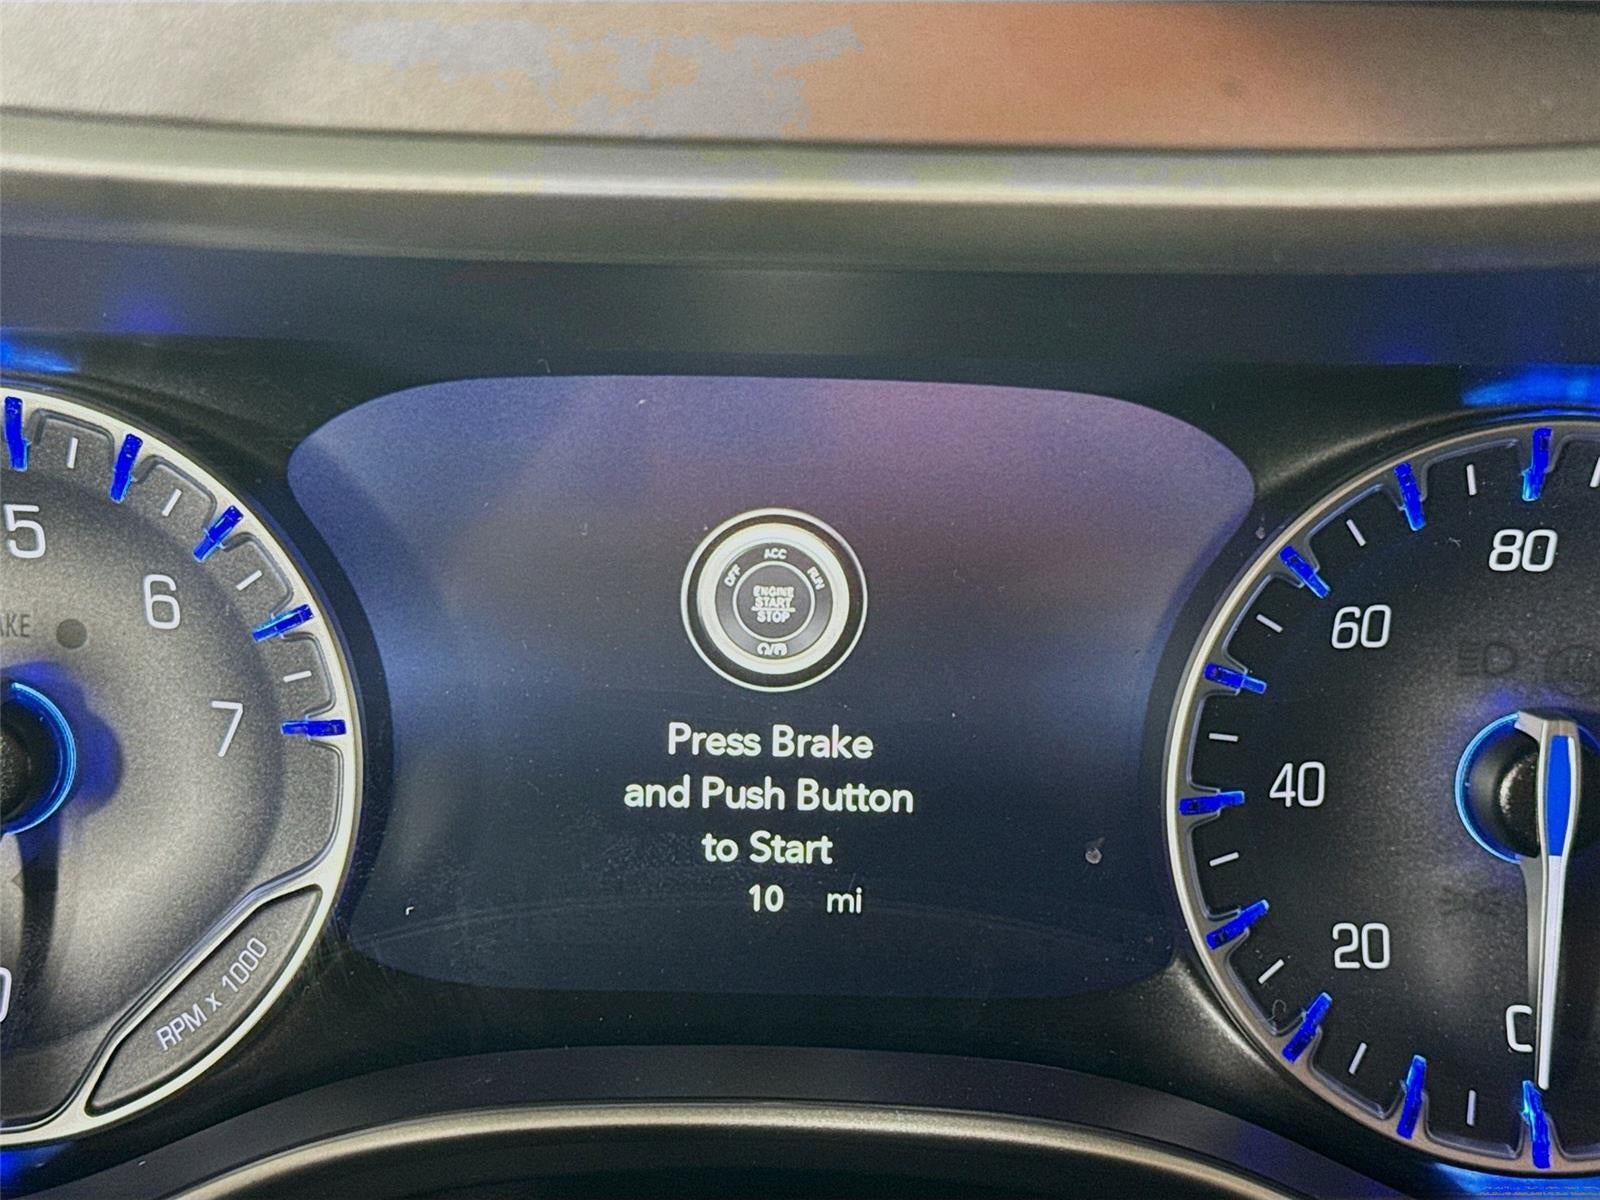 5
6
7
RPM x 1000
ACC
OFF
RUN
ENGINE
START
STOP
Press Brake
and Push Button
to Start
10 mi
80
60
40
20